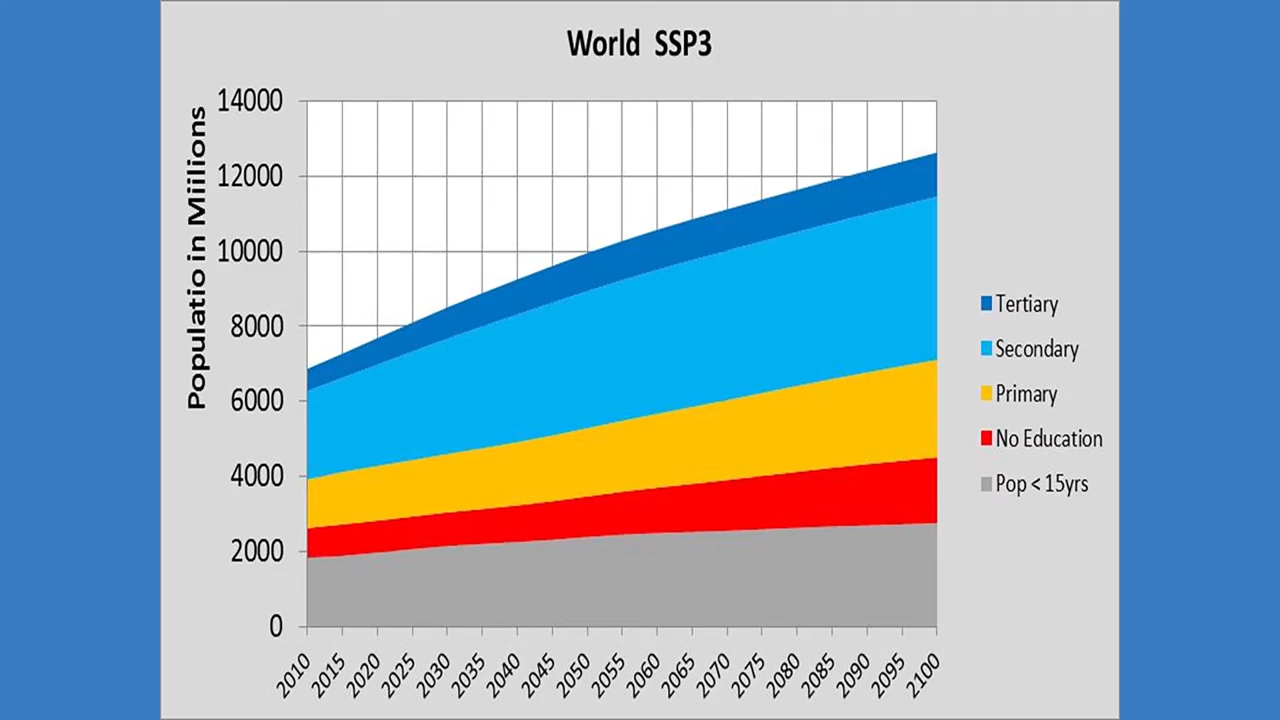 World SSP3
Populatio in Miilions
14000
12000
10000
8000
6000
4000
2000
0
2010 2015 2020 2025 2030 2035 2040 2045 2050 2055 2060 2065 2070 2075 2080 2085 2090 2095 2100
Tertiary
Secondary
Primary
No Education
Pop < 15yrs